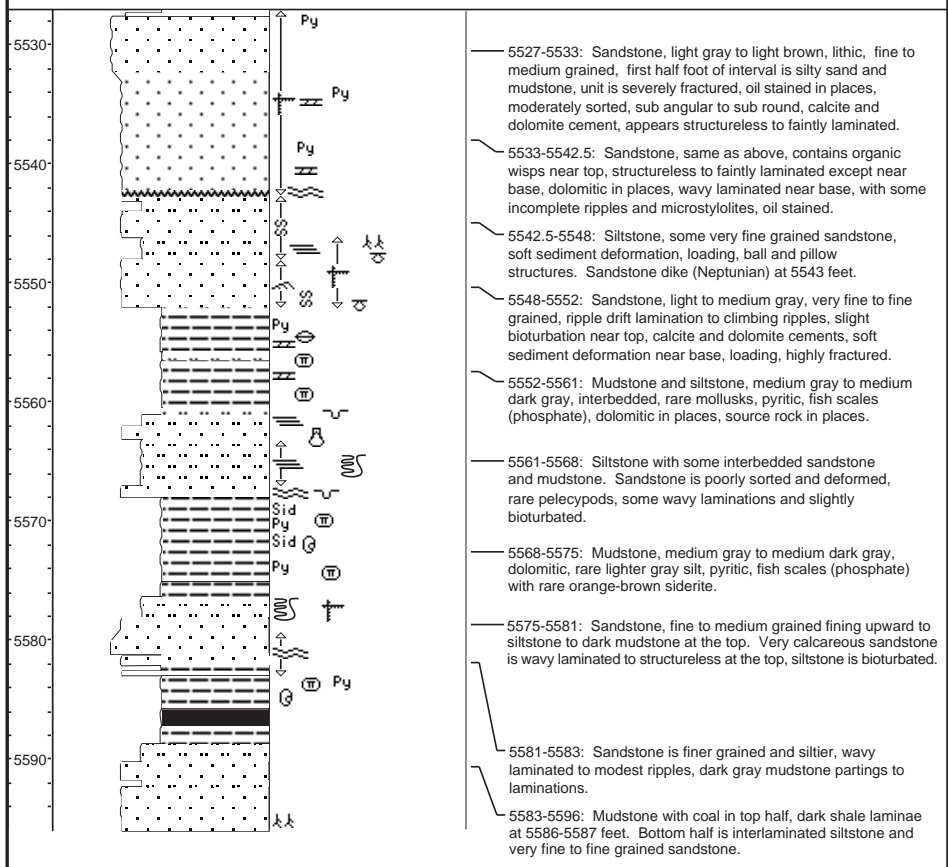 5530
5540
5550
5560
5570
5580
5590
Py
Py
Py
SS
SS
Py
π
π
Sid
Py
π
Sid
Py
π
π
Py
5527-5533: Sandstone, light gray to light brown, lithic, fine to
medium grained, first half foot of interval is silty sand and
mudstone, unit is severely fractured, oil stained in places,
moderately sorted, sub angular to sub round, calcite and
dolomite cement, appears structureless to faintly laminated.
5533-5542.5: Sandstone, same as above, contains organic
wisps near top, structureless to faintly laminated except near
base, dolomitic in places, wavy laminated near base, with some
incomplete ripples and microstylolites, oil stained.
5542.5-5548: Siltstone, some very fine grained sandstone,
soft sediment deformation, loading, ball and pillow
structures. Sandstone dike (Neptunian) at 5543 feet.
5548-5552: Sandstone, light to medium gray, very fine to fine
grained, ripple drift lamination to climbing ripples, slight
bioturbation near top, calcite and dolomite cements, soft
sediment deformation near base, loading, highly fractured.
5552-5561: Mudstone and siltstone, medium gray to medium
dark gray, interbedded, rare mollusks, pyritic, fish scales
(phosphate), dolomitic in places, source rock in places.
5561-5568: Siltstone with some interbedded sandstone
and mudstone. Sandstone is poorly sorted and deformed,
rare pelecypods, some wavy laminations and slightly
bioturbated.
5568-5575: Mudstone, medium gray to medium dark gray,
dolomitic, rare lighter gray silt, pyritic, fish scales (phosphate)
with rare orange-brown siderite.
5575-5581: Sandstone, fine to medium grained fining upward to
siltstone to dark mudstone at the top. Very calcareous sandstone
is wavy laminated to structureless at the top, siltstone is bioturbated.
5581-5583: Sandstone is finer grained and siltier, wavy
laminated to modest ripples, dark gray mudstone partings to
laminations.
5583-5596: Mudstone with coal in top half, dark shale laminae
at 5586-5587 feet. Bottom half is interlaminated siltstone and
very fine to fine grained sandstone.